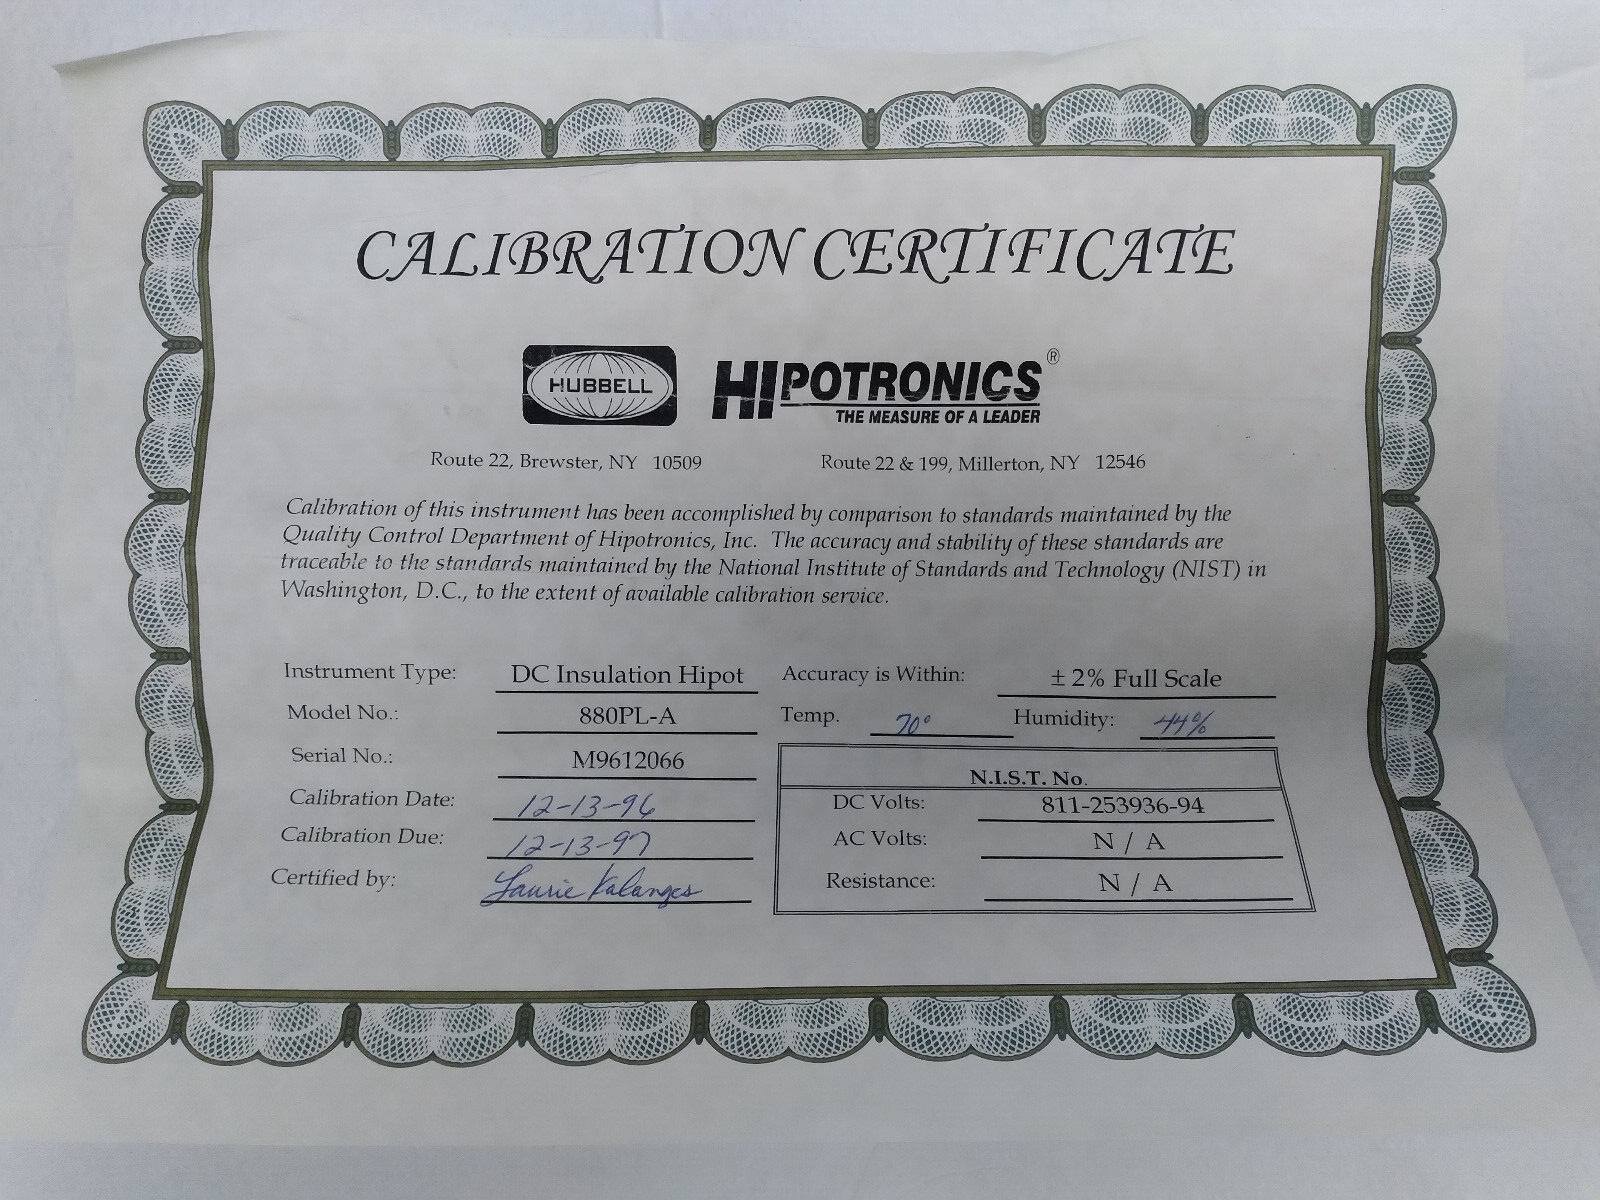 CALIBRATION CERTIFICATE
HUBBELL
HIPOTRONICS®
THE MEASURE OF A LEADER
Route 22, Brewster, NY 10509
Route 22 & 199, Millerton, NY 12546
Calibration of this instrument has been accomplished by comparison to standards maintained by the
Quality Control Department of Hipotronics, Inc. The accuracy and stability of these standards are
traceable to the standards maintained by the National Institute of Standards and Technology (NIST) in
Washington, D.C., to the extent of available calibration service.
Instrument Type: DC Insulation Hipot
Model No.: 880PL-A
Serial No.: M9612066
Calibration Date: 12-13-96
Calibration Due: 12-13-97
Certified by: Laurie Kalanges
Accuracy is Within: ± 2% Full Scale
Temp. 70° Humidity: 44%
N.I.S.T. No.
DC Volts: 811-253936-94
AC Volts: N / A
Resistance: N / A